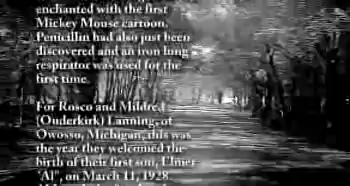 enchanted with the first
Mickey Mouse cartoon.
Penicillin had also just been
discovered and an iron lung
respirator was used for the
first time.
For Rosco and Mildred
(Ouderkirk) Lanning, of
Owosso, Michigan, this was
the year they welcomed the
birth of their first son, Elmer
"Al", on March 11, 1928.